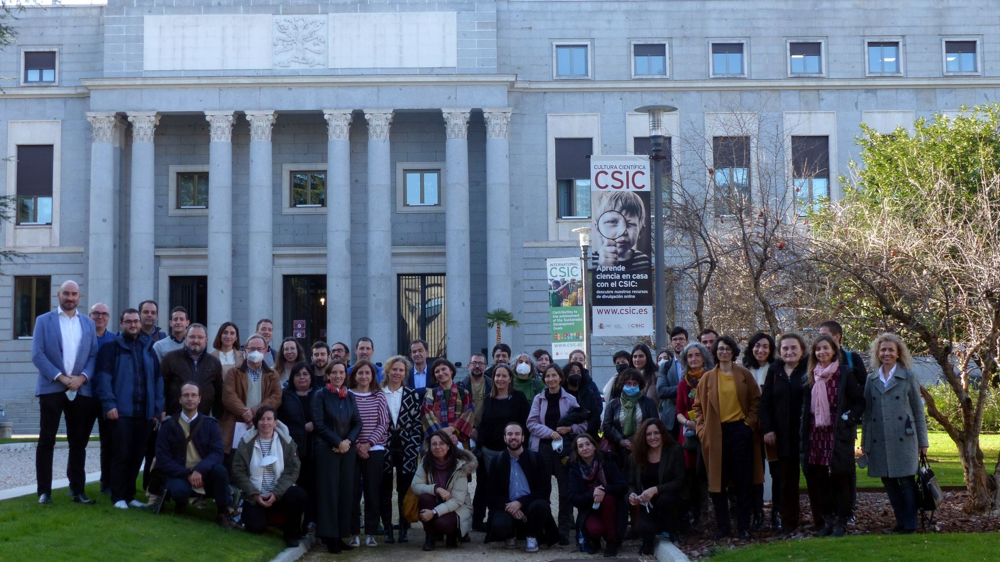 CULTURA CIENTÍFICA
CSIC
Aprende
ciencia en casa
con el CSIC:
descubre nuestros recursos
de divulgación online
www.csic.es
CSIC
INTERNATIONAL
CSIC
Contributing to
the achievement
of the Sustainable
Development
Goals
www.csic.es